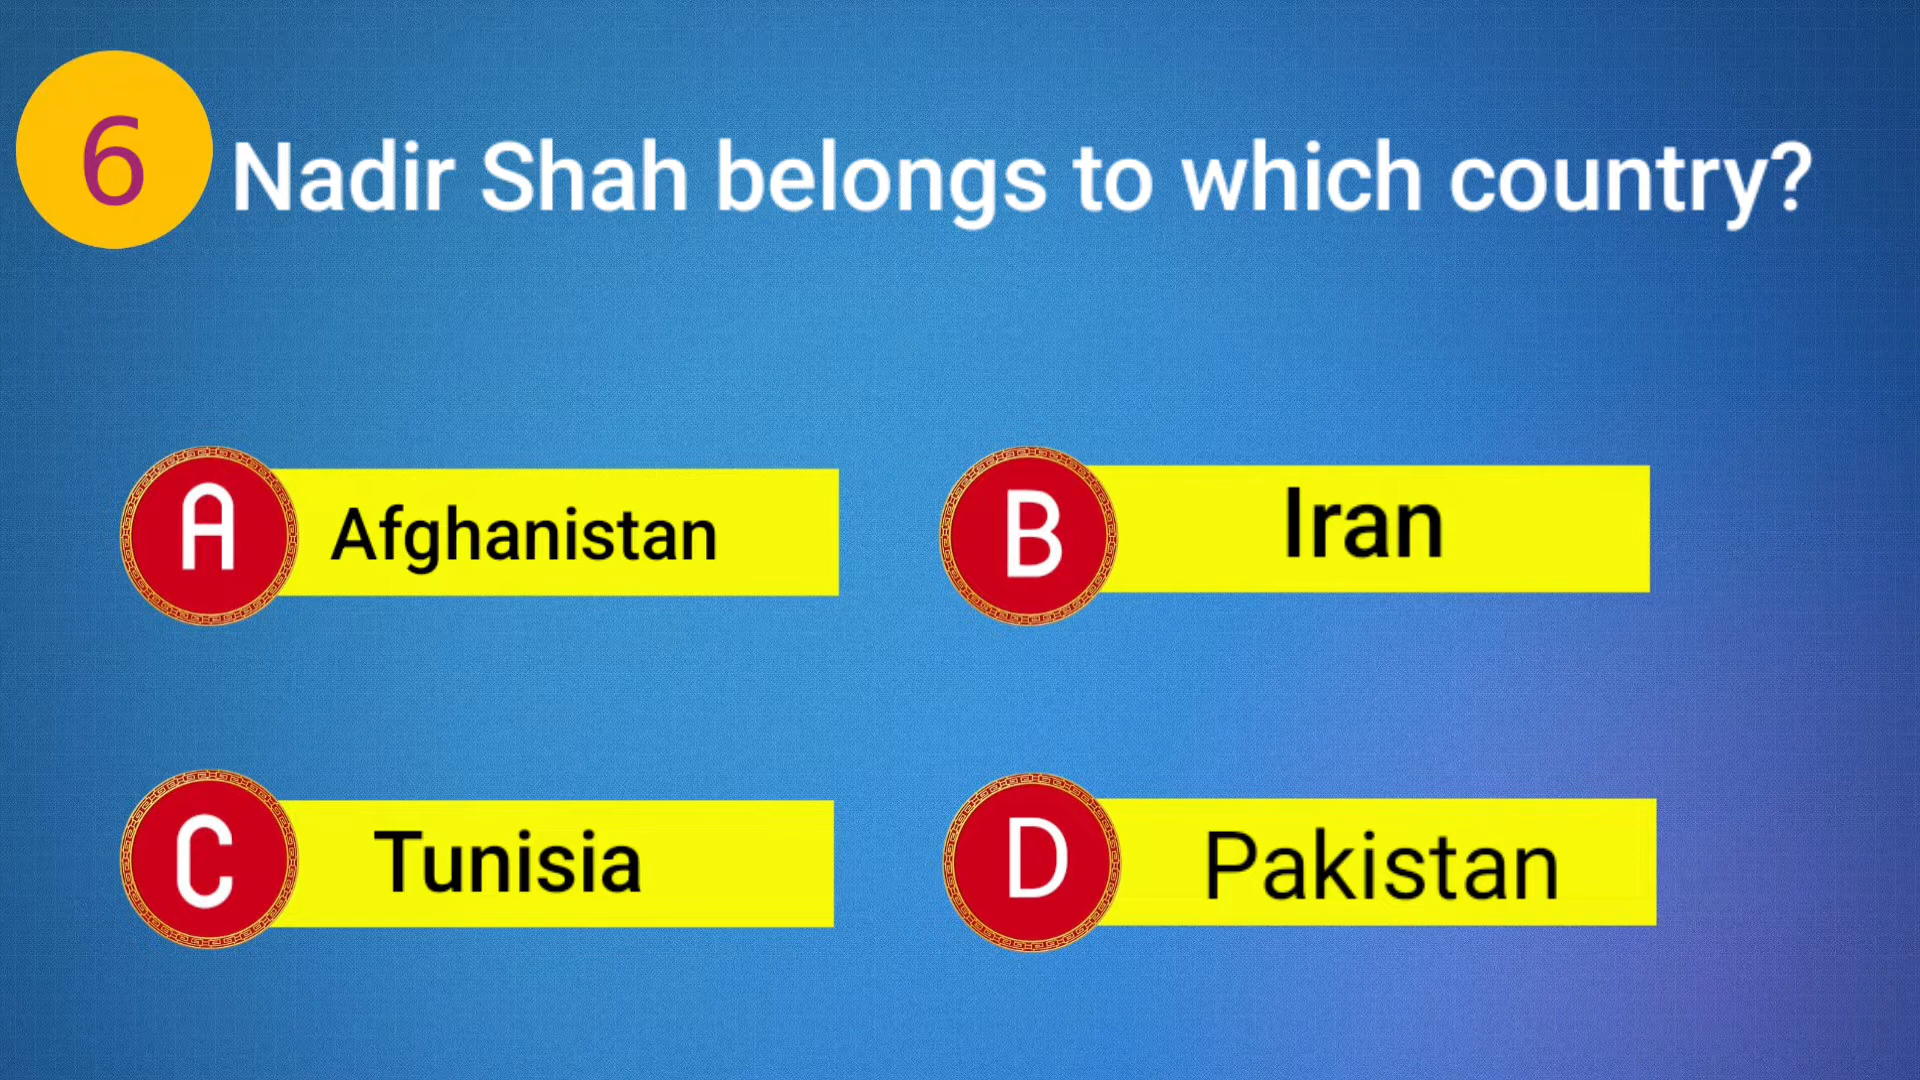 6
Nadir Shah belongs to which country?
A Afghanistan
B Iran
C Tunisia
D Pakistan